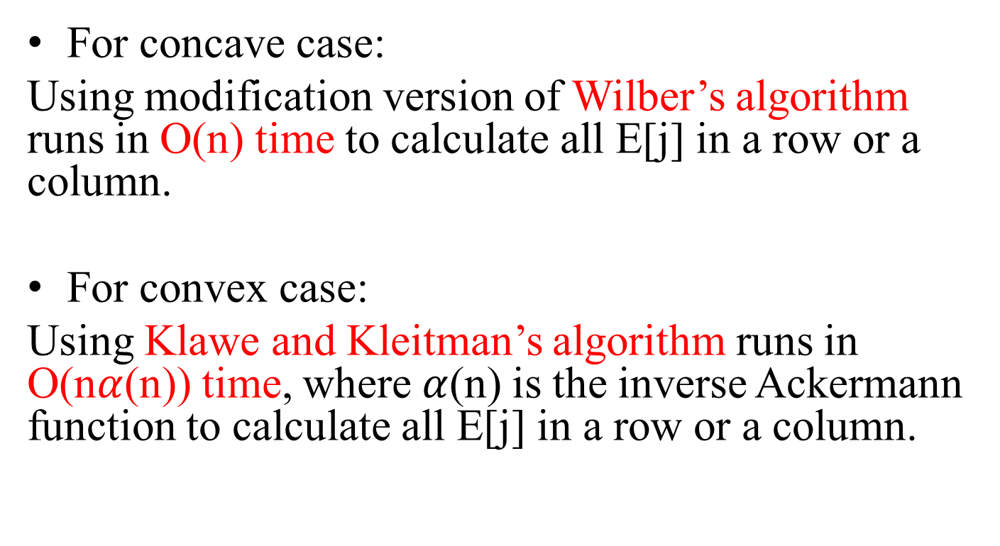 • For concave case:
Using modification version of Wilber’s algorithm
runs in O(n) time to calculate all E[j] in a row or a
column.
• For convex case:
Using Klawe and Kleitman’s algorithm runs in
O(n𝛼(n)) time, where 𝛼(n) is the inverse Ackermann
function to calculate all E[j] in a row or a column.